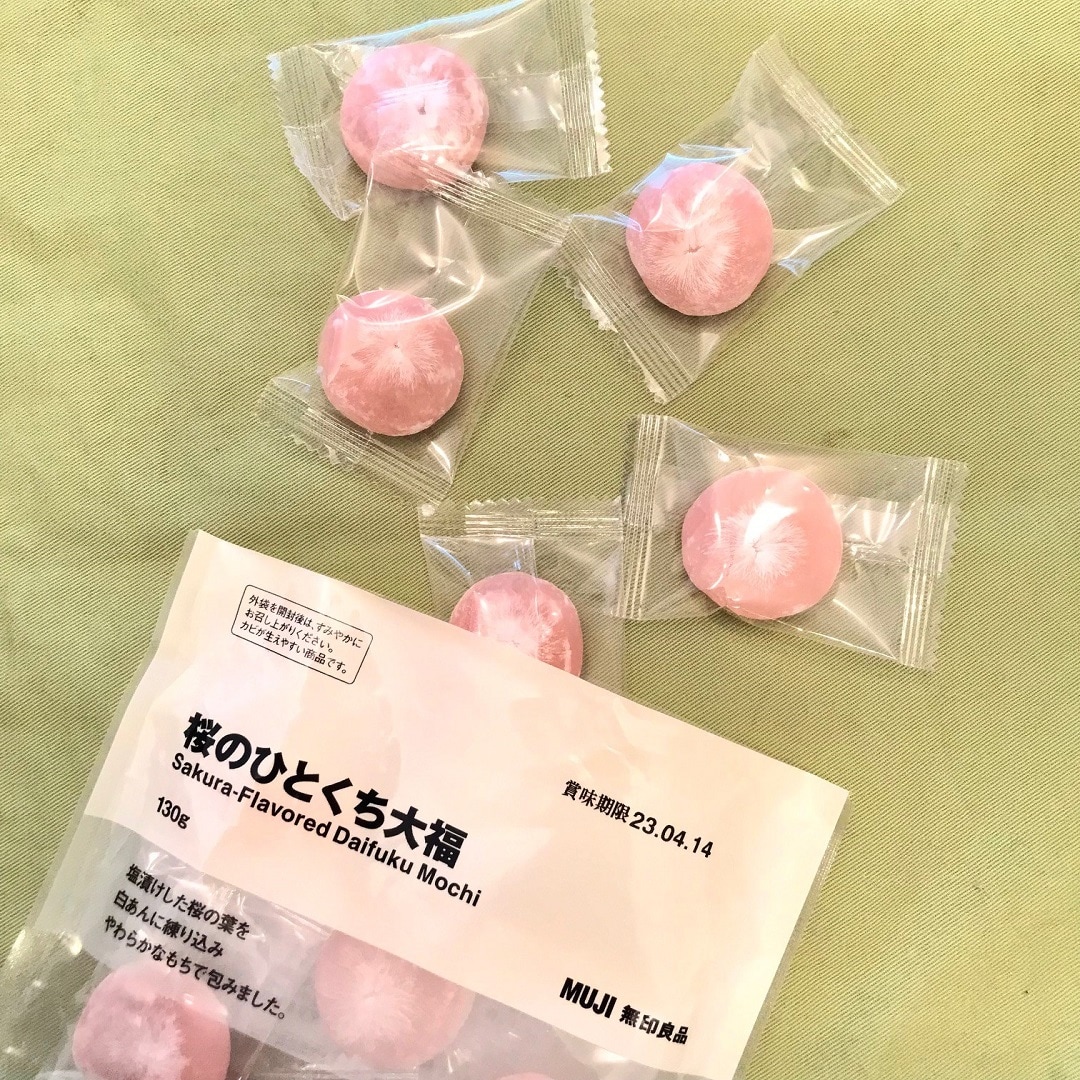 外袋を開封後は、すみやかに
お召し上がりください。
カビが生えやすい商品です。
桜のひとくち大福
Sakura-Flavored Daifuku Mochi
130g
賞味期限 23.04.14
塩漬けした桜の葉を
白あんに練り込み
やわらかなもちで包みました。
MUJI 無印良品